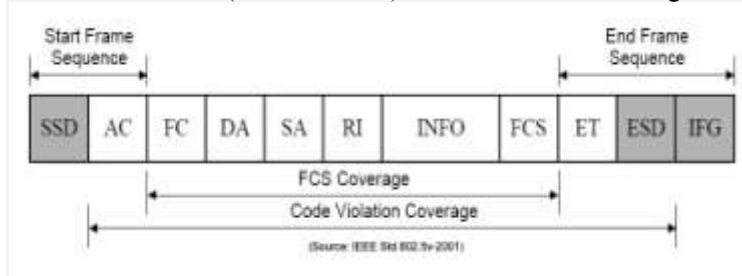 Start Frame
Sequence
End Frame
Sequence
SSD AC FC DA SA RI INFO FCS ET ESD IFG
FCS Coverage
Code Violation Coverage
(Source: IEEE Std 802.5v-2001)